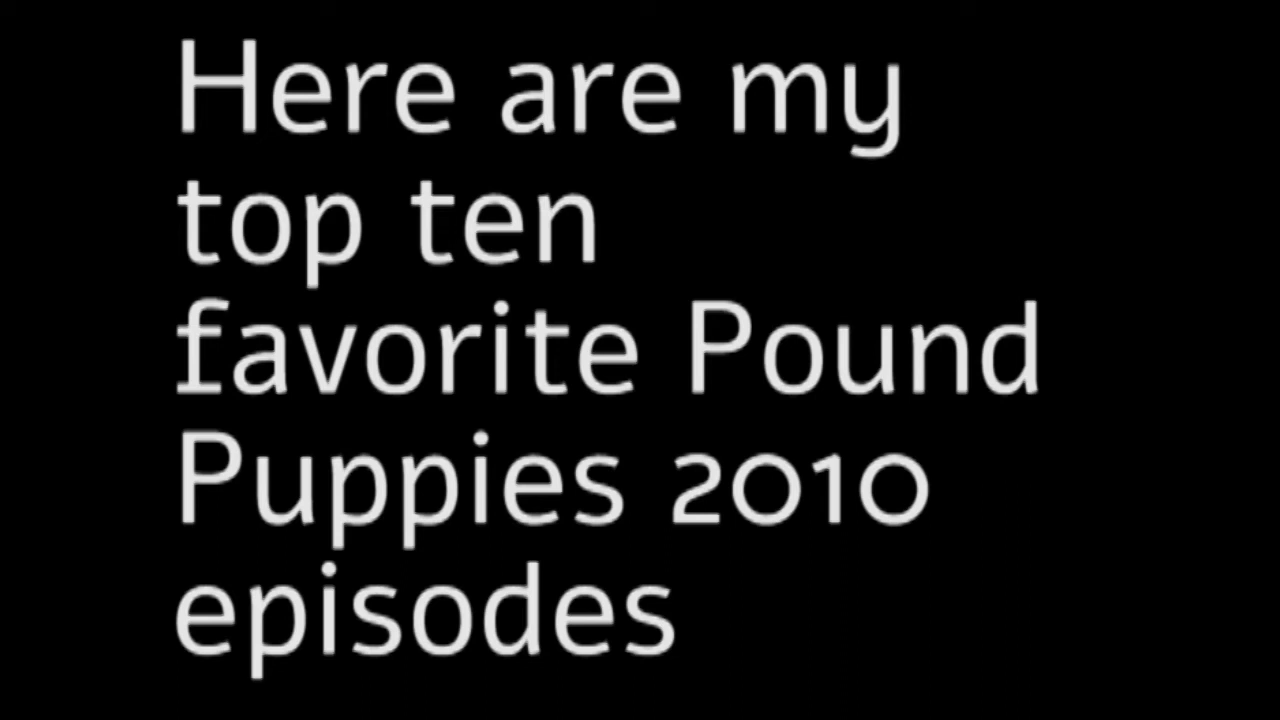 Here are my
top ten
favorite Pound
Puppies 2010
episodes